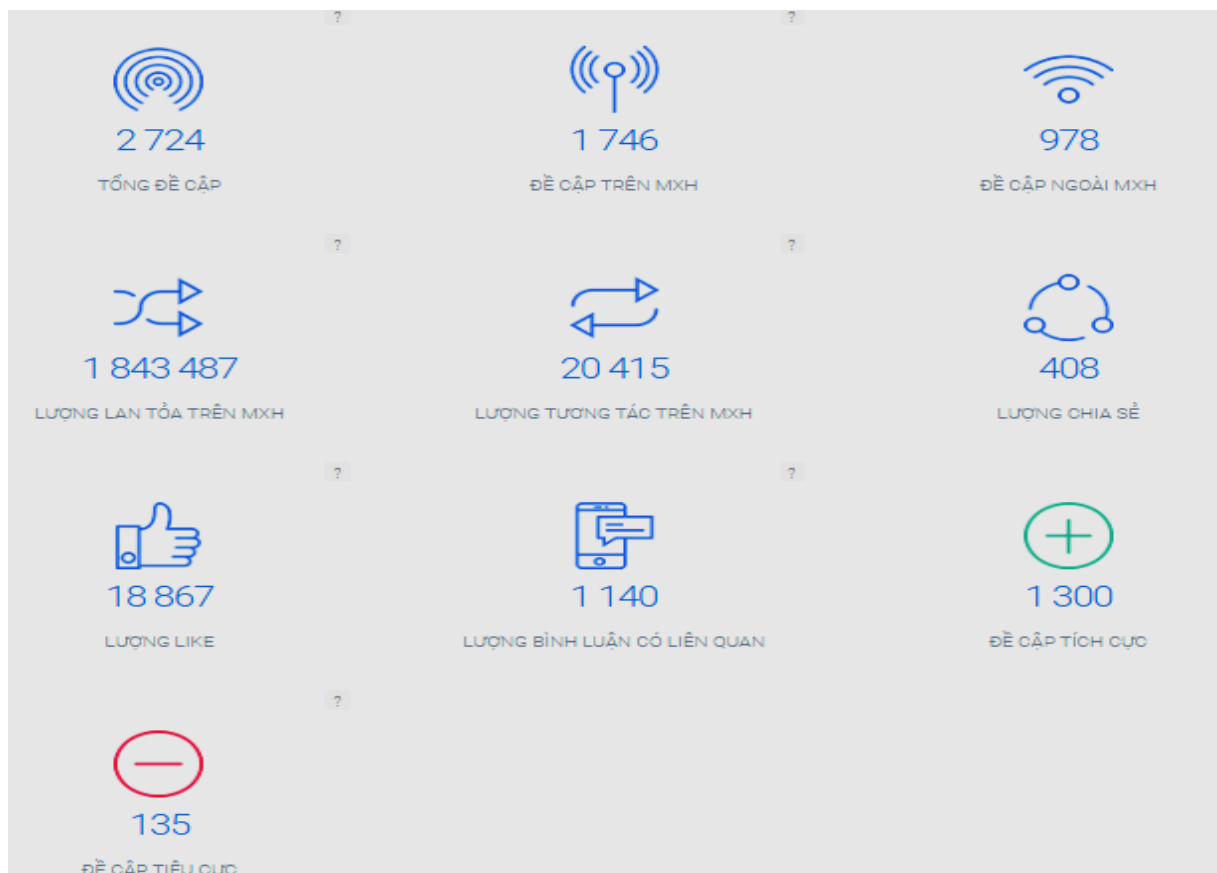 ? ?
2 724 1 746 978
TỔNG ĐỀ CẬP ĐỀ CẬP TRÊN MXH ĐỀ CẬP NGOÀI MXH
? ?
1 843 487 20 415 408
LƯỢNG LAN TỎA TRÊN MXH LƯỢNG TƯƠNG TÁC TRÊN MXH LƯỢNG CHIA SẺ
? ?
18 867 1 140 1 300
LƯỢNG LIKE LƯỢNG BÌNH LUẬN CÓ LIÊN QUAN ĐỀ CẬP TÍCH CỰC
?
135
ĐỀ CẬP TIÊU CỰC